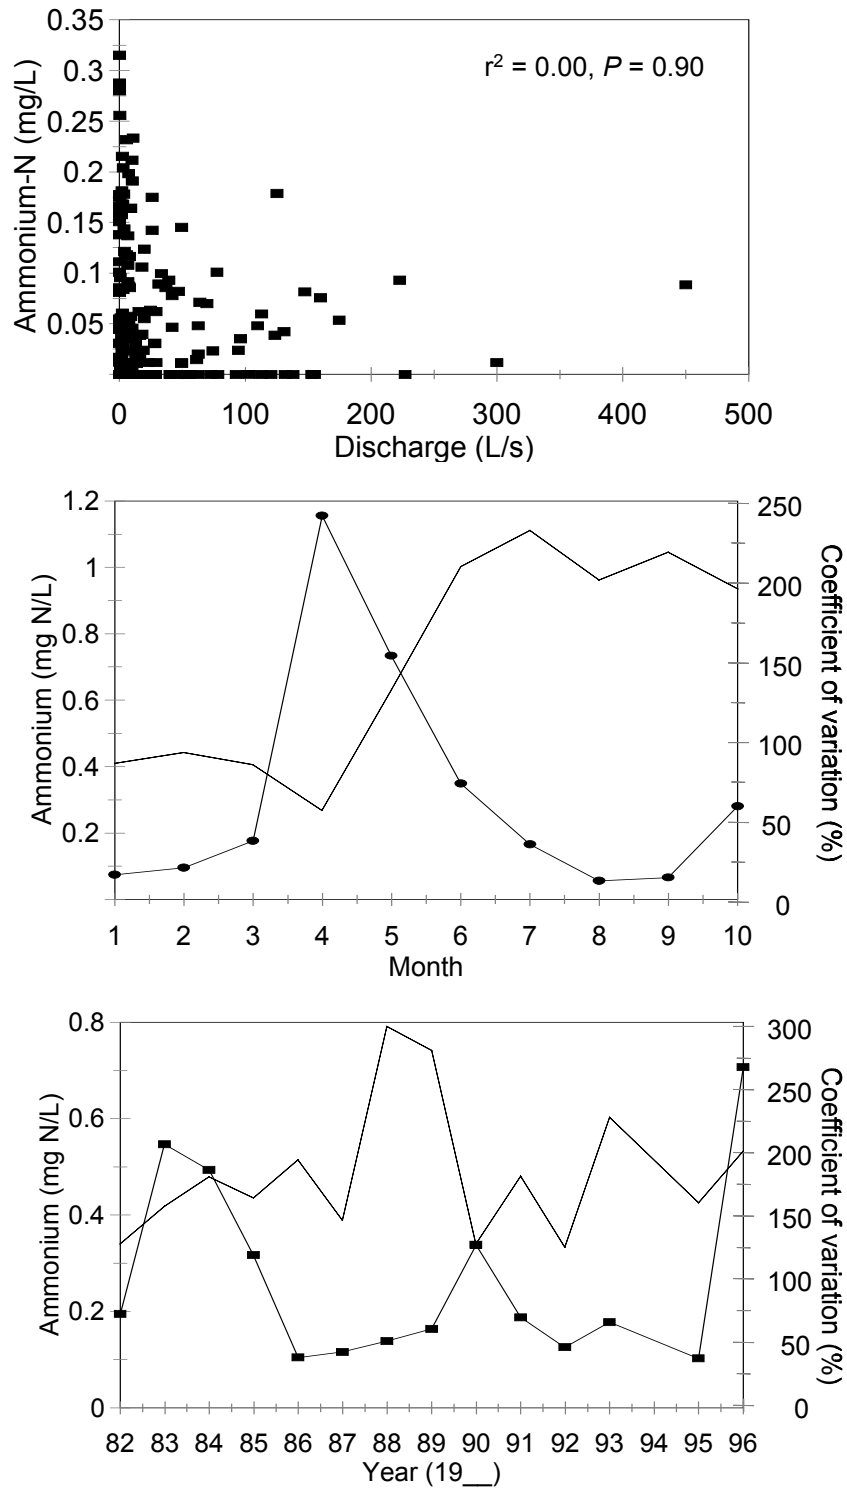 0.35
0.3
0.25
0.2
0.15
0.1
0.05
Ammonium-N (mg/L)
r² = 0.00, P = 0.90
0 100 200 300 400 500
Discharge (L/s)
1.2
1
0.8
0.6
0.4
0.2
Ammonium (mg N/L)
250
200
150
100
50
0
Coefficient of variation (%)
1 2 3 4 5 6 7 8 9 10
Month
0.8
0.6
0.4
0.2
0
Ammonium (mg N/L)
300
250
200
150
100
50
0
Coefficient of variation (%)
82 83 84 85 86 87 88 89 90 91 92 93 94 95 96
Year (19__)